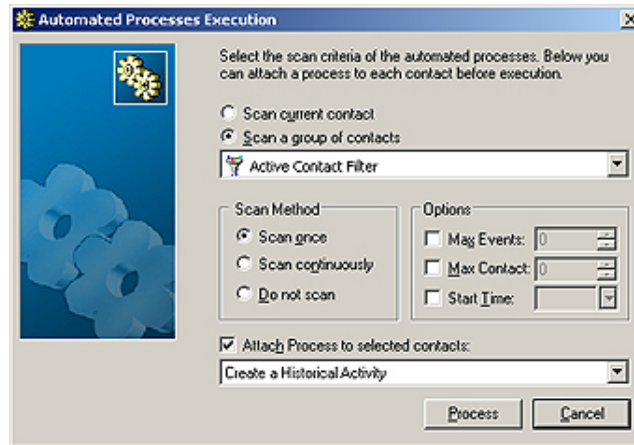 Automated Processes Execution
Select the scan criteria of the automated processes. Below you
can attach a process to each contact before execution.
Scan current contact
Scan a group of contacts
Active Contact Filter
Scan Method
Scan once
Scan continuously
Do not scan
Options
Max Events: 0
Max Contact: 0
Start Time:
Attach Process to selected contacts:
Create a Historical Activity
Process Cancel